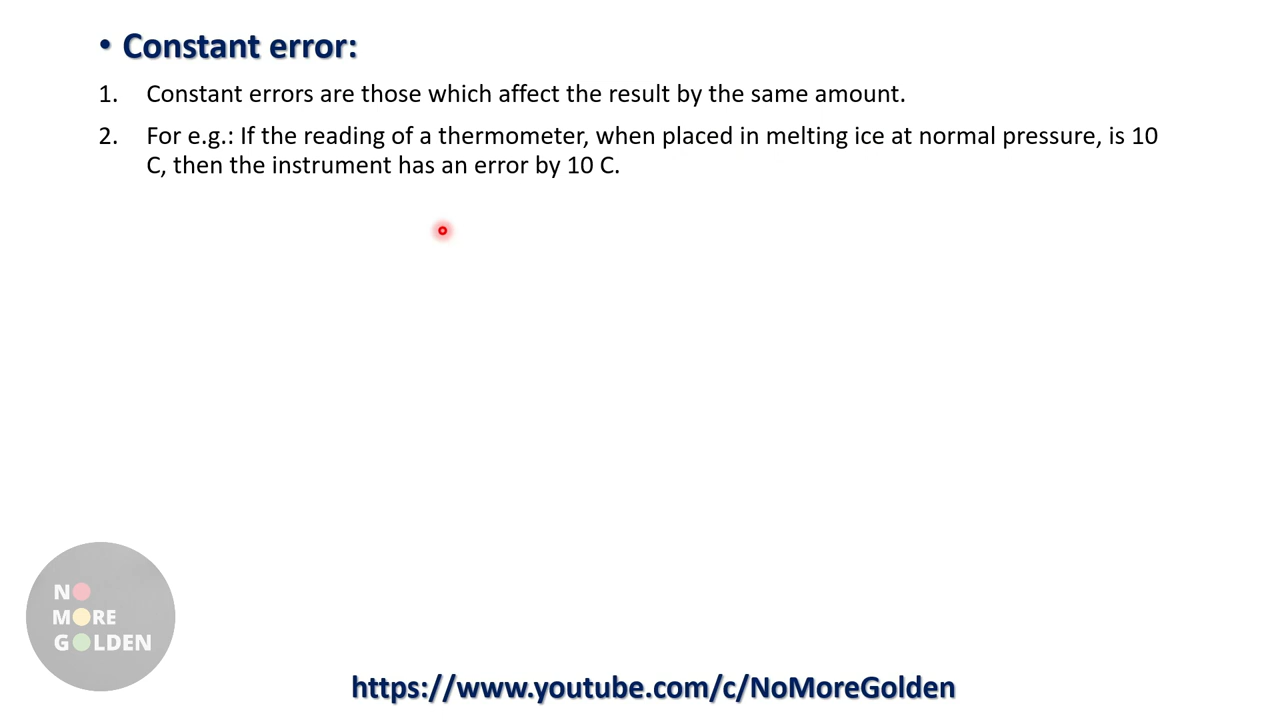 • Constant error:
1. Constant errors are those which affect the result by the same amount.
2. For e.g.: If the reading of a thermometer, when placed in melting ice at normal pressure, is 10
C, then the instrument has an error by 10 C.
NO
MORE
GOLDEN
https://www.youtube.com/c/NoMoreGolden